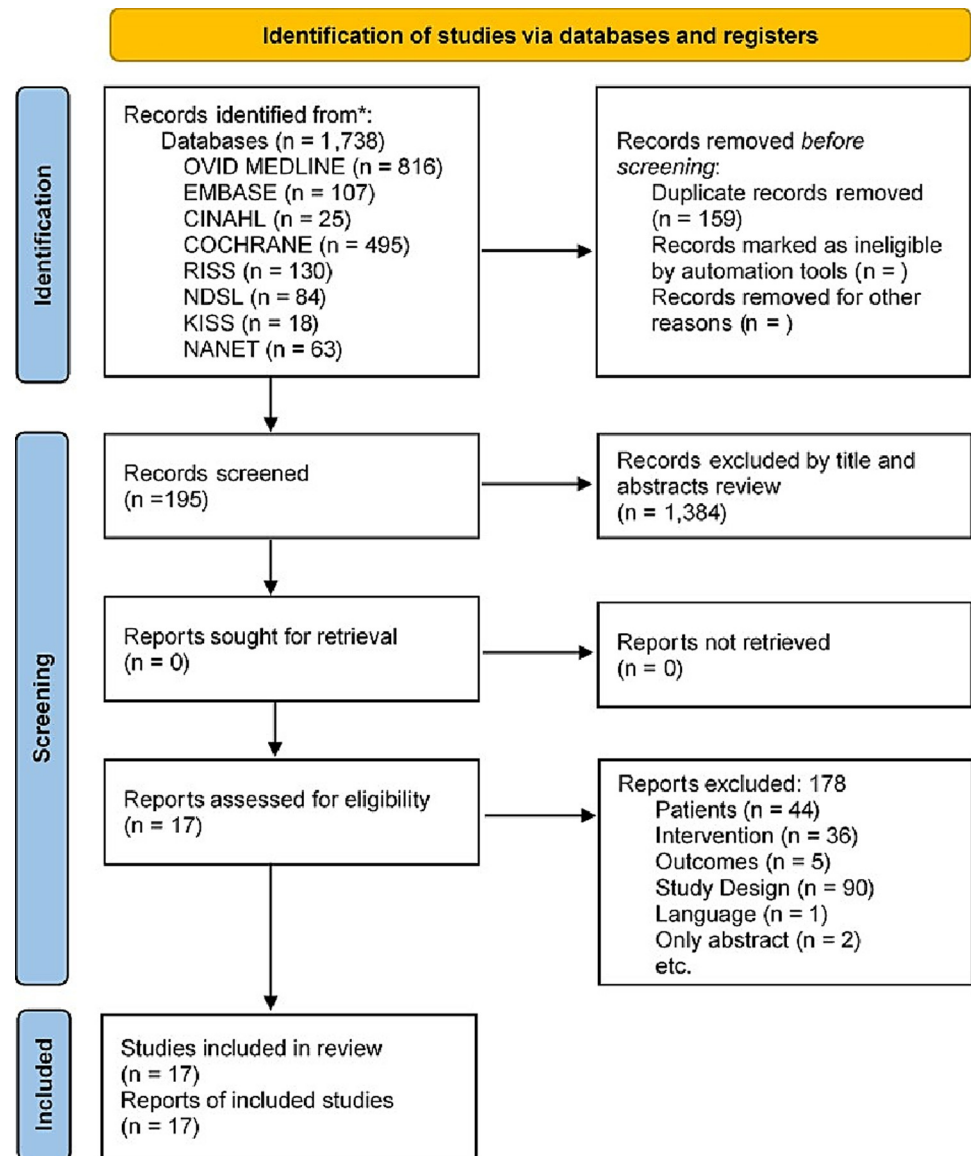 Identification of studies via databases and registers
Identification
Records identified from*:
Databases (n = 1,738)
OVID MEDLINE (n = 816)
EMBASE (n = 107)
CINAHL (n = 25)
COCHRANE (n = 495)
RISS (n = 130)
NDSL (n = 84)
KISS (n = 18)
NANET (n = 63)
Records removed before
screening:
Duplicate records removed
(n = 159)
Records marked as ineligible
by automation tools (n = )
Records removed for other
reasons (n = )
Screening
Records screened
(n =195)
Records excluded by title and
abstracts review
(n = 1,384)
Reports sought for retrieval
(n = 0)
Reports not retrieved
(n = 0)
Reports assessed for eligibility
(n = 17)
Reports excluded: 178
Patients (n = 44)
Intervention (n = 36)
Outcomes (n = 5)
Study Design (n = 90)
Language (n = 1)
Only abstract (n = 2)
etc.
Included
Studies included in review
(n = 17)
Reports of included studies
(n = 17)